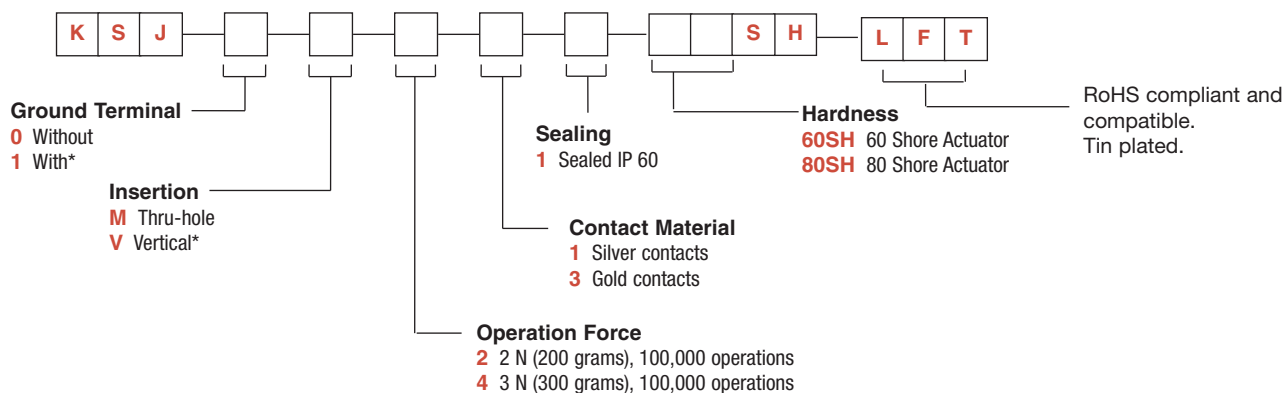 K S J S H L F T
Ground Terminal
0 Without
1 With*
Insertion
M Thru-hole
V Vertical*
Operation Force
2 2 N (200 grams), 100,000 operations
4 3 N (300 grams), 100,000 operations
Contact Material
1 Silver contacts
3 Gold contacts
Sealing
1 Sealed IP 60
Hardness
60SH 60 Shore Actuator
80SH 80 Shore Actuator
RoHS compliant and
compatible.
Tin plated.